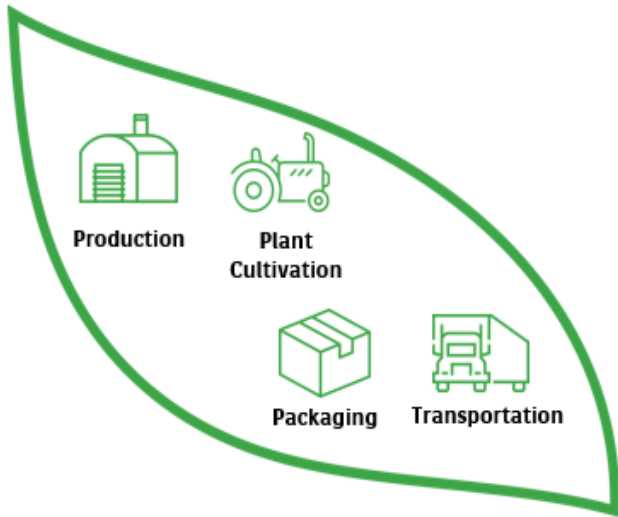 Production
Plant
Cultivation
Packaging
Transportation